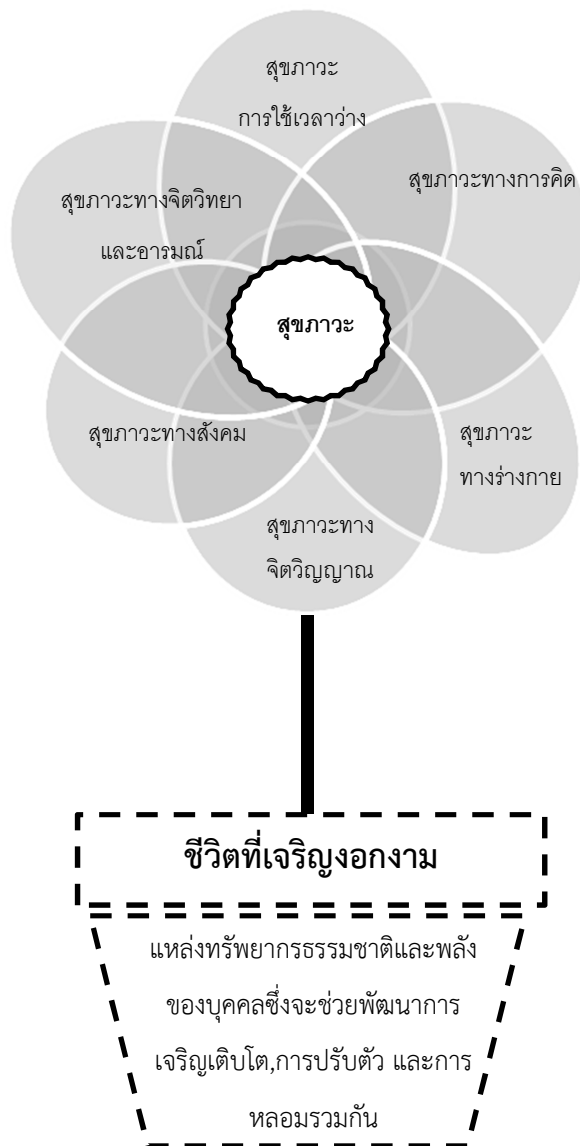 สุขภาวะ
การใช้เวลาว่าง
สุขภาวะทางการคิด
สุขภาวะทางจิตวิทยา
และอารมณ์
สุขภาวะ
สุขภาวะทางสังคม
สุขภาวะ
ทางร่างกาย
สุขภาวะทาง
จิตวิญญาณ
ชีวิตที่เจริญงอกงาม
แหล่งทรัพยากรธรรมชาติและพลัง
ของบุคคลซึ่งจะช่วยพัฒนาการ
เจริญเติบโต,การปรับตัว และการ
หลอมรวมกัน